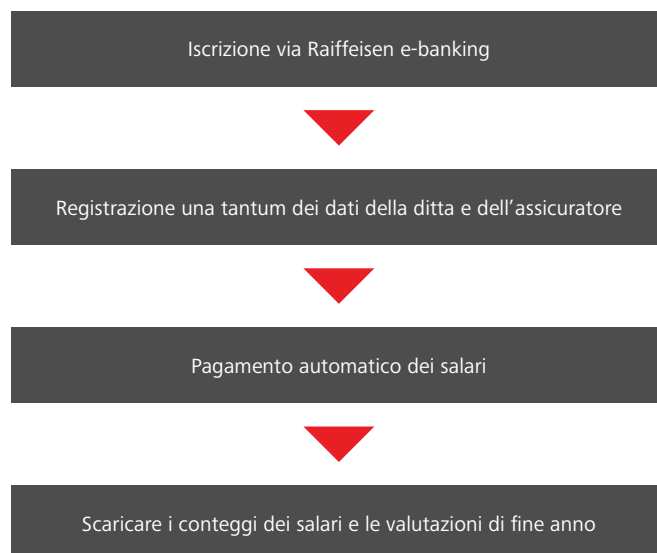 Iscrizione via Raiffeisen e-banking
Registrazione una tantum dei dati della ditta e dell’assicuratore
Pagamento automatico dei salari
Scaricare i conteggi dei salari e le valutazioni di fine anno